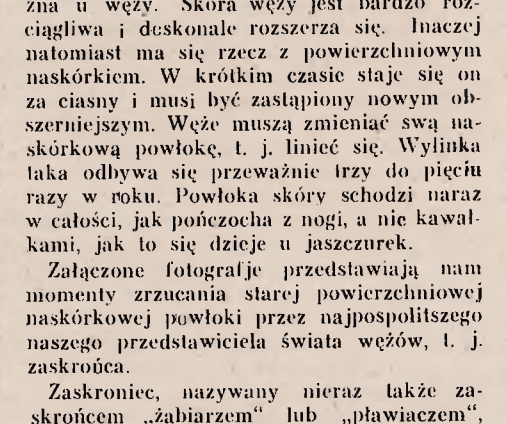 żna u węży. Skóra węży jest bardzo roz-
ciągliwa i doskonale rozszerza się. Inaczej
natomiast ma się rzecz z powierzchniowym
naskórkiem. W krótkim czasie staje się on
za ciasny i musi być zastąpiony nowym ob-
szerniejszym. Węże muszą zmieniać swą na-
skórkową powłokę, t. j. linieć się. Wylinka
taka odbywa się przeważnie trzy do pięciu
razy w roku. Powłoka skóry schodzi naraz
w całości, jak pończocha z nogi, a nie kawał-
kami, jak to się dzieje u jaszczurek.
Załączone fotografje przedstawiają nam
momenty zrzucania starej powierzchniowej
naskórkowej powłoki przez najpospolitszego
naszego przedstawiciela świata wężów, t. j.
zaskrońca.
Zaskroniec, nazywany nieraz także za-
skrońcem „żabiarzem“ lub „pławiaczem“,